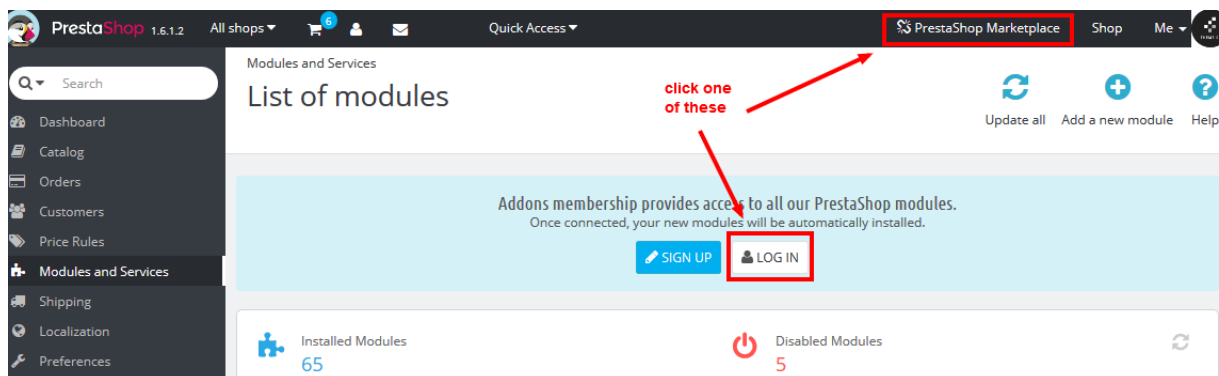 PrestaShop 1.6.1.2 All shops 6 Quick Access PrestaShop Marketplace Shop Me
Search
Dashboard
Catalog
Orders
Customers
Price Rules
Modules and Services
Shipping
Localization
Preferences
Modules and Services
List of modules
click one
of these
Update all Add a new module Help
Addons membership provides access to all our PrestaShop modules.
Once connected, your new modules will be automatically installed.
SIGN UP LOG IN
Installed Modules
65
Disabled Modules
5